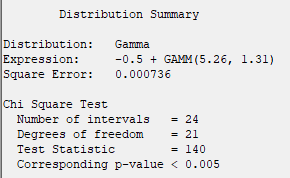 Distribution Summary
Distribution: Gamma
Expression: -0.5 + GAMM(5.26, 1.31)
Square Error: 0.000736
Chi Square Test
Number of intervals = 24
Degrees of freedom = 21
Test Statistic = 140
Corresponding p-value < 0.005